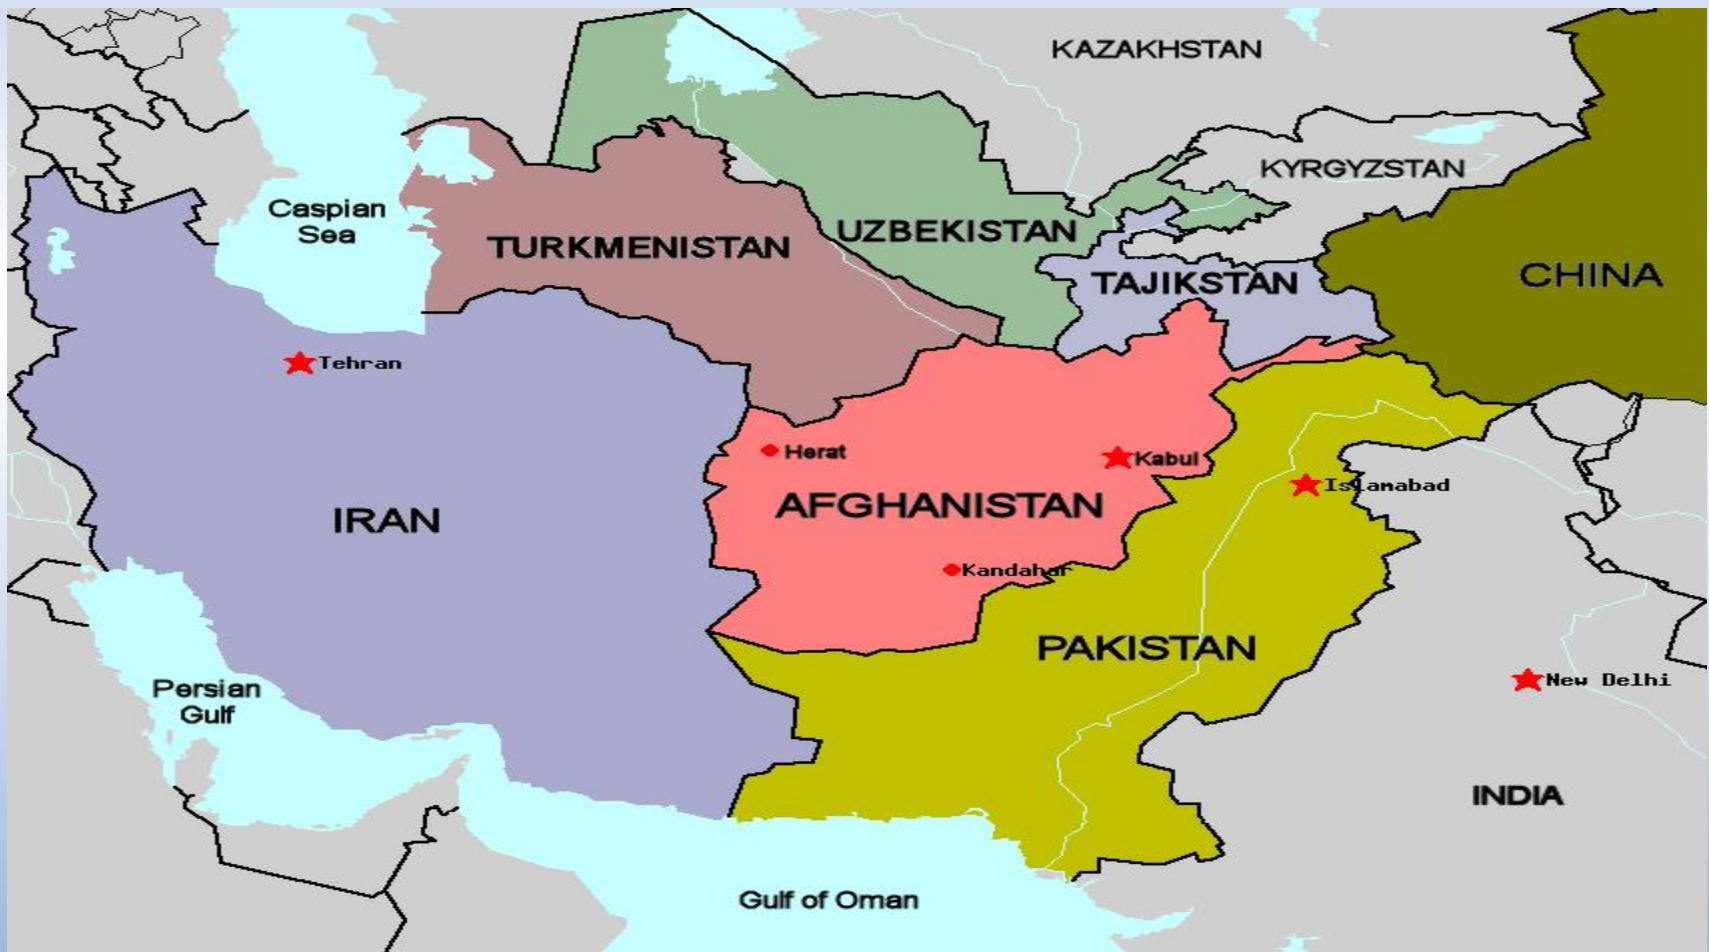 KAZAKHSTAN
KYRGYZSTAN
Caspian
Sea
UZBEKISTAN
TURKMENISTAN
TAJIKSTAN
CHINA
Tehran
Herat
Kabul
Islamabad
AFGHANISTAN
IRAN
Kandahar
PAKISTAN
New Delhi
Persian
Gulf
INDIA
Gulf of Oman